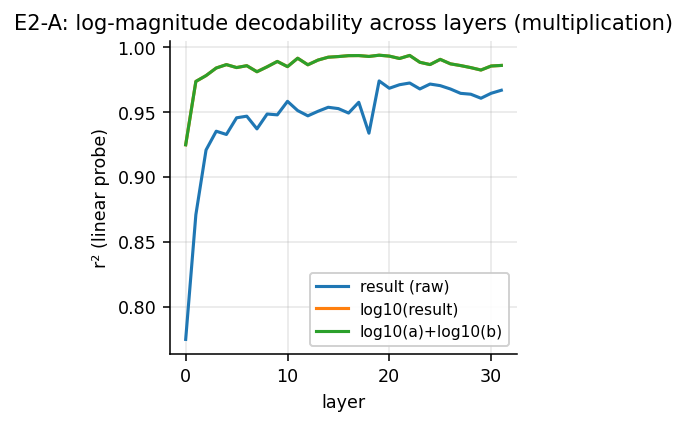 E2-A: log-magnitude decodability across layers (multiplication)
1.00
0.95
0.90
0.85
0.80
r² (linear probe)
result (raw)
log10(result)
log10(a)+log10(b)
0
10
20
30
layer